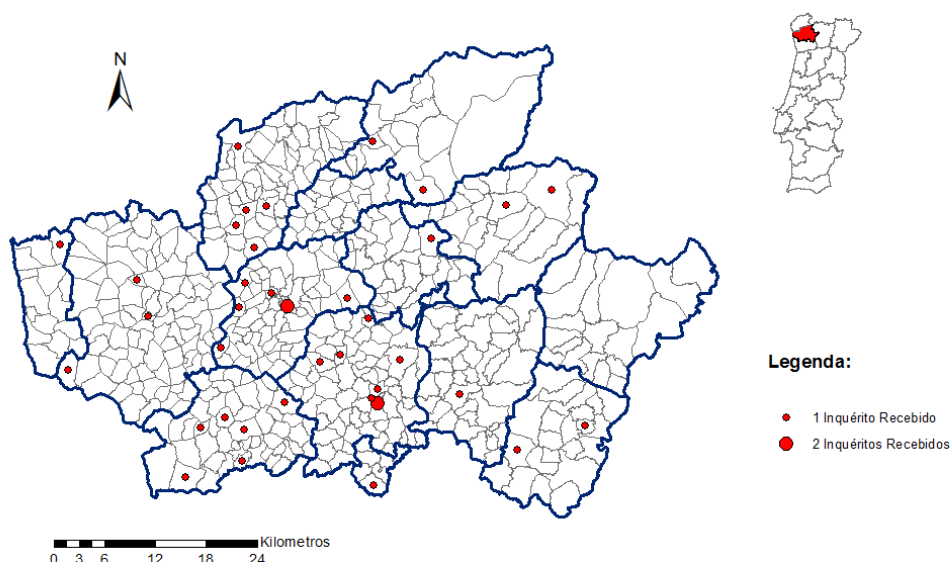 N
Legenda:
1 Inquérito Recebido
2 Inquéritos Recebidos
Kilometros
0 3 6 12 18 24